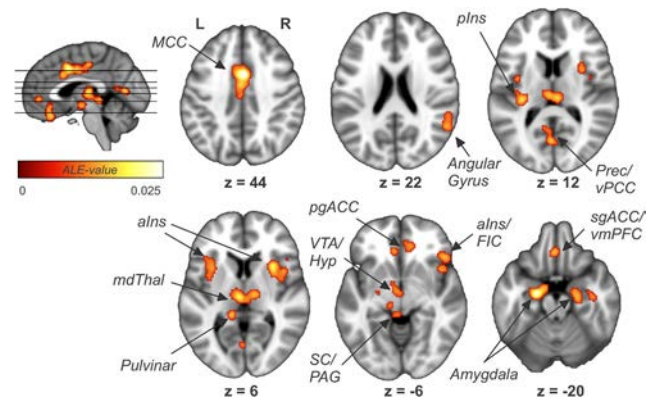 L R
MCC
ALE-value
0 0.025
z = 44
z = 22
Angular
Gyrus
pIns
Prec/
vPCC
z = 12
aIns
mdThal
Pulvinar
z = 6
pgACC
VTA/
Hyp
SC/
PAG
aIns/
FIC
z = -6
sgACC/
vmPFC
Amygdala
z = -20